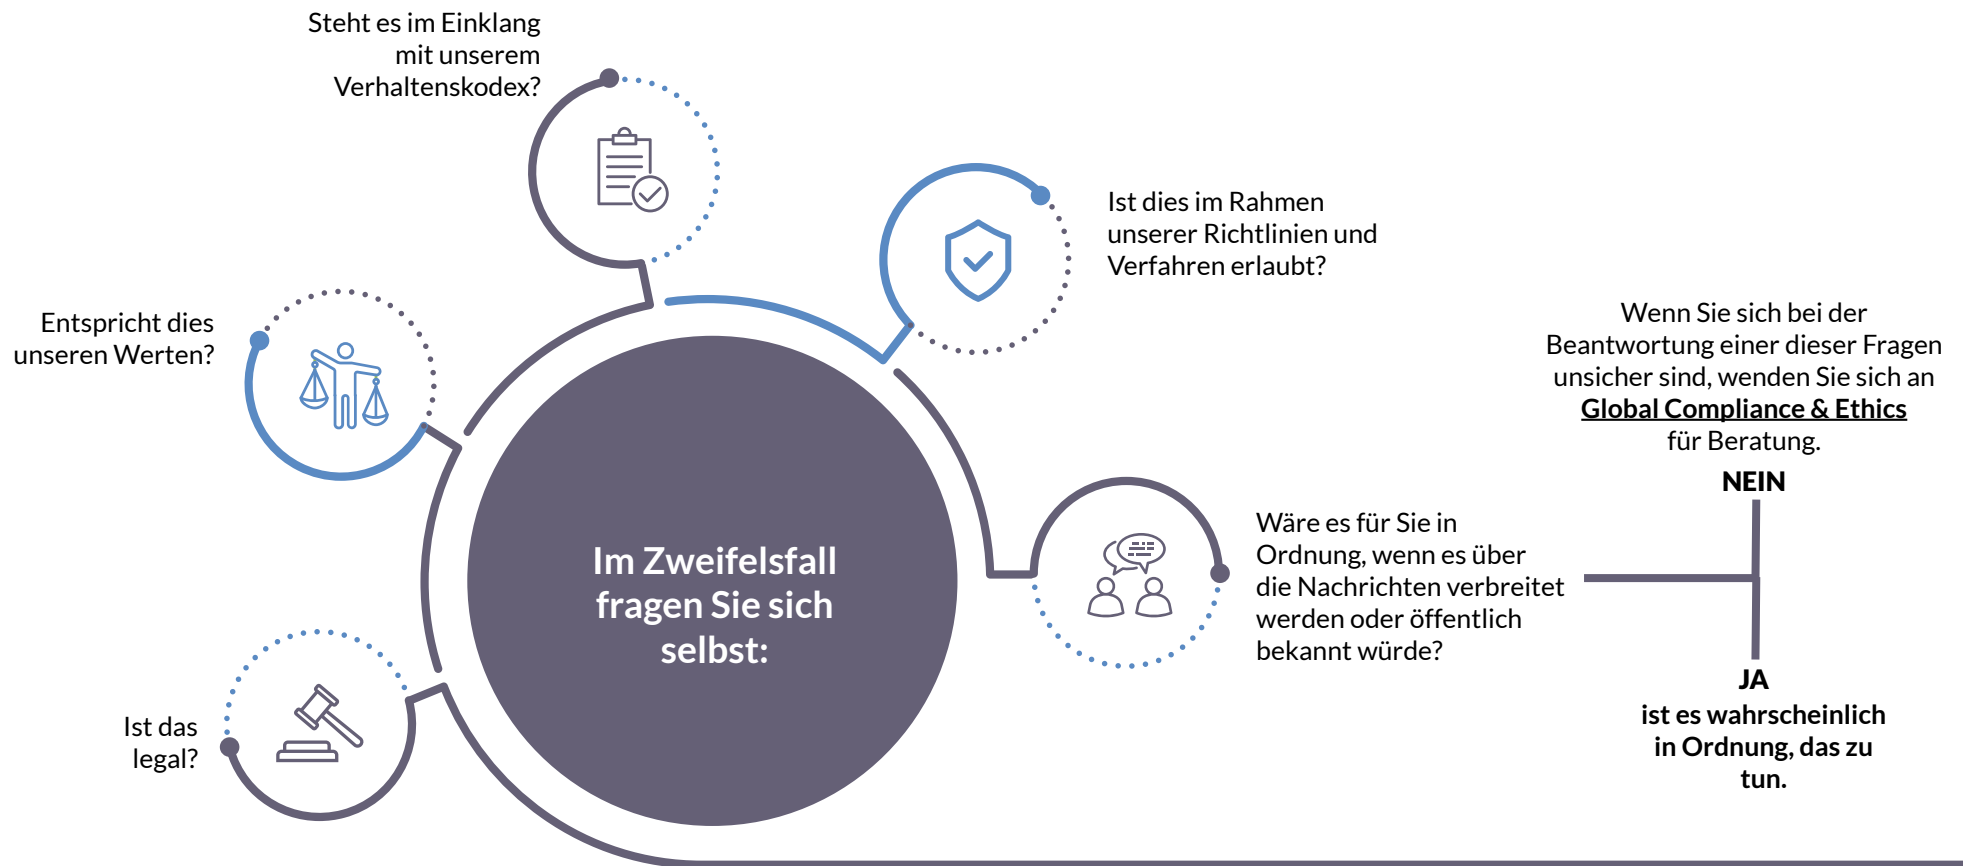 Steht es im Einklang
mit unserem
Verhaltenskodex?
Ist dies im Rahmen
unserer Richtlinien und
Verfahren erlaubt?
Entspricht dies
unseren Werten?
Wenn Sie sich bei der
Beantwortung einer dieser Fragen
unsicher sind, wenden Sie sich an
Global Compliance & Ethics
für Beratung.
NEIN
Im Zweifelsfall
fragen Sie sich
selbst:
Wäre es für Sie in
Ordnung, wenn es über
die Nachrichten verbreitet
werden oder öffentlich
bekannt würde?
Ist das
legal?
JA
ist es wahrscheinlich
in Ordnung, das zu
tun.